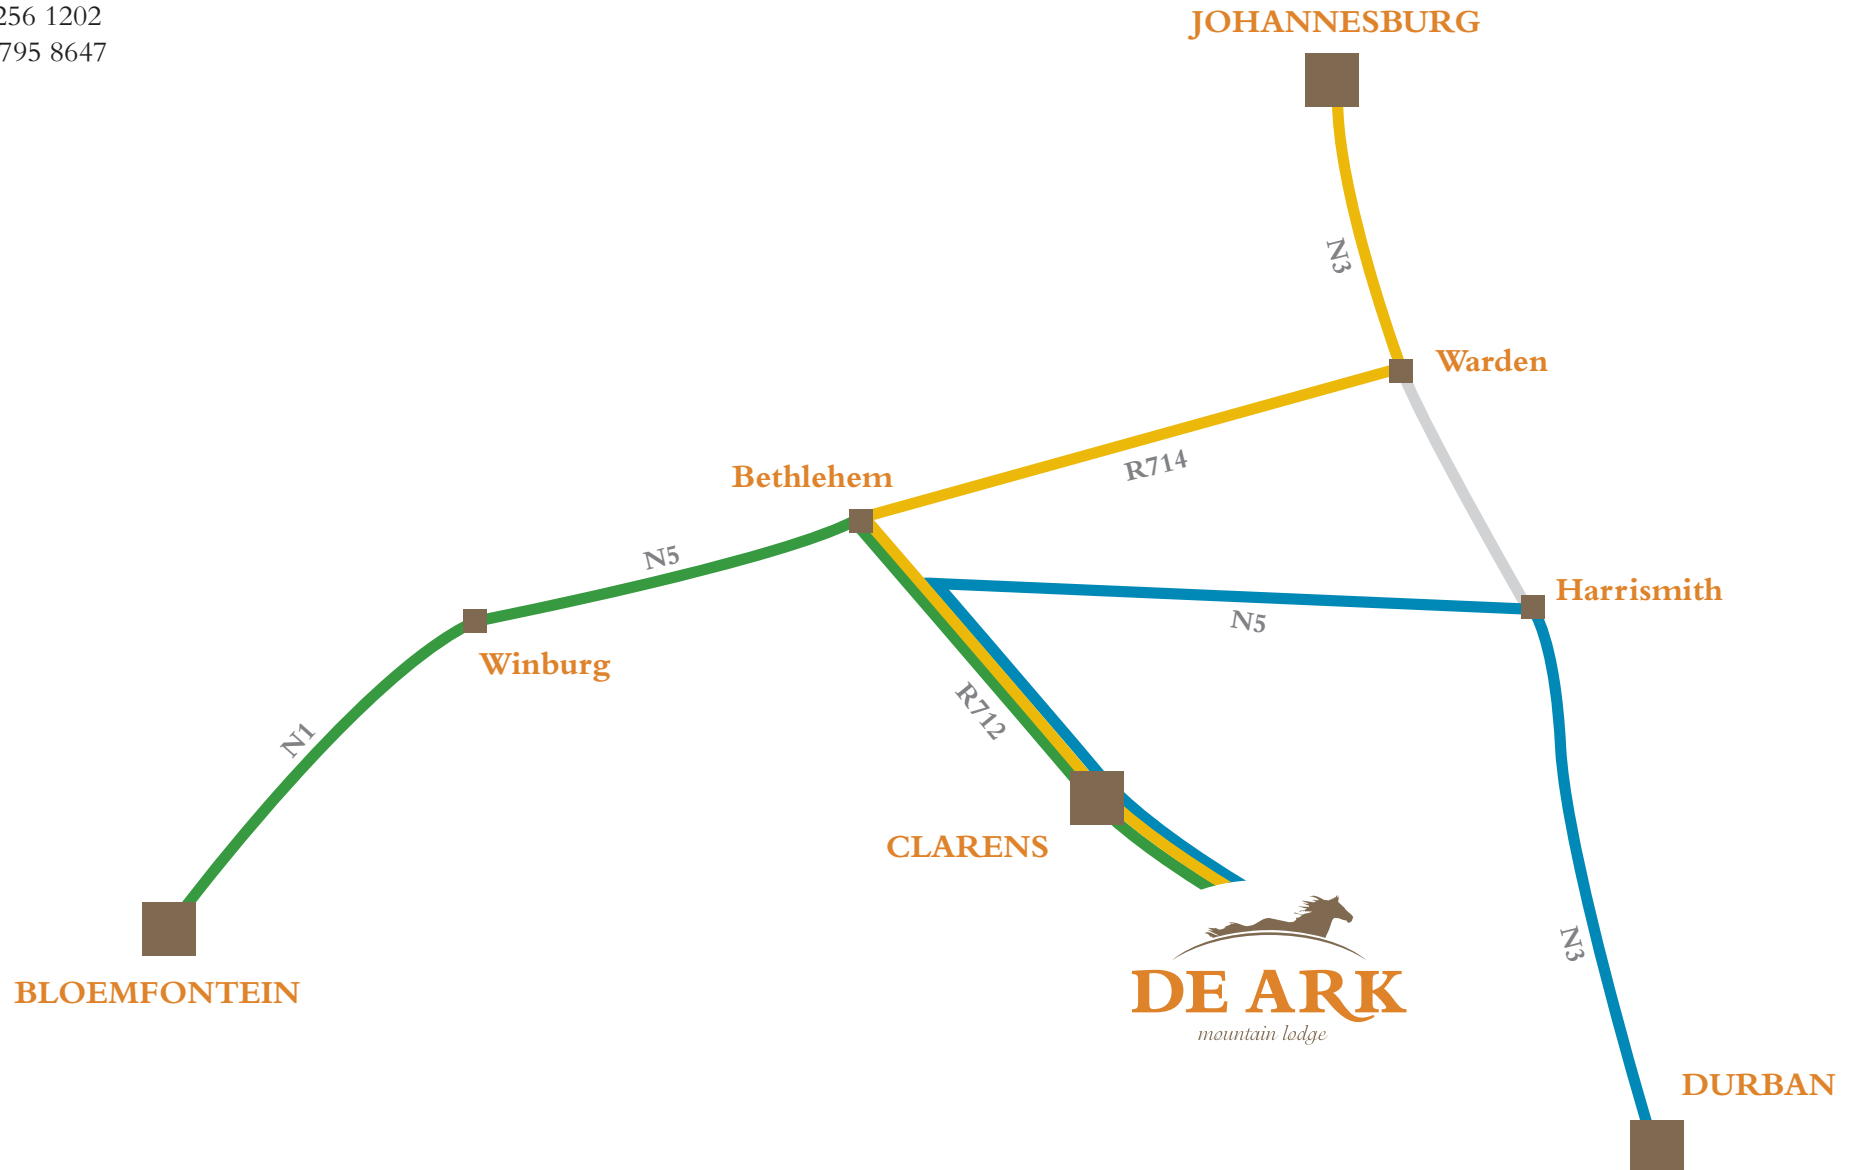 256 1202
795 8647
JOHANNESBURG
N3
Warden
R714
Bethlehem
N5
Harrismith
N5
Winburg
R712
N1
CLARENS
N3
BLOEMFONTEIN
DE ARK
mountain lodge
DURBAN